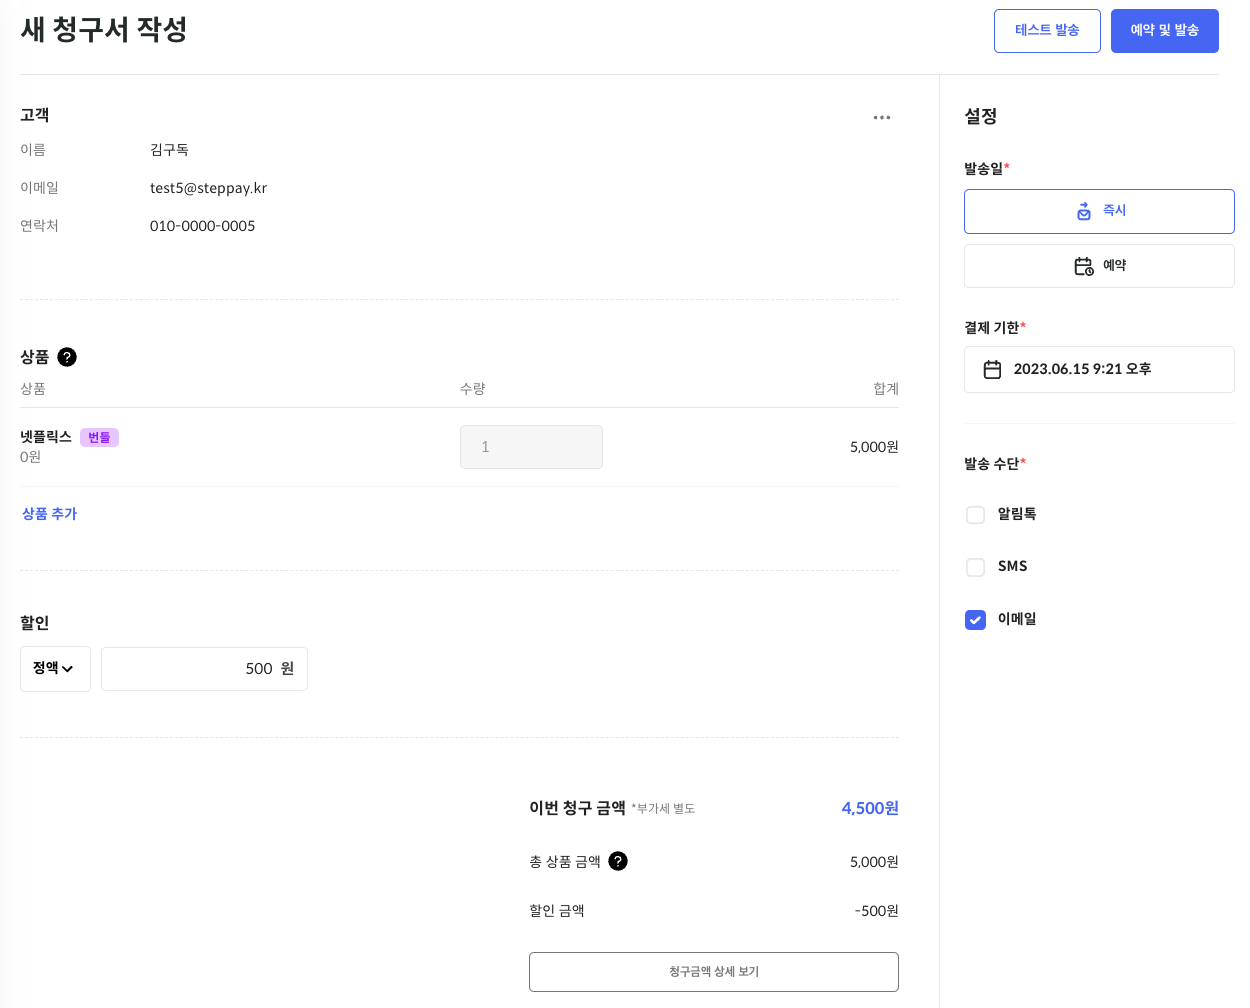 새 청구서 작성
테스트 발송
예약 및 발송
고객
이름 김구독
이메일 test5@steppay.kr
연락처 010-0000-0005
상품 ?
상품 수량 합계
넷플릭스 번들 1 5,000원
0원
상품 추가
할인
정액 500 원
이번 청구 금액 *부가세 별도 4,500원
총 상품 금액 ? 5,000원
할인 금액 -500원
청구금액 상세 보기
설정
발송일*
즉시
예약
결제 기한*
2023.06.15 9:21 오후
발송 수단*
알림톡
SMS
이메일